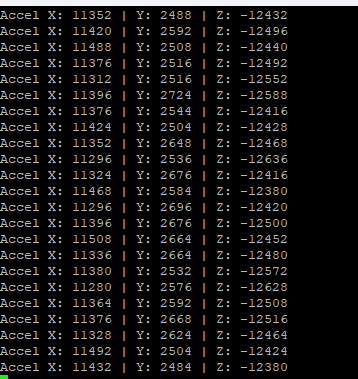 Accel X: 11352 | Y: 2488 | Z: -12432
Accel X: 11420 | Y: 2592 | Z: -12496
Accel X: 11488 | Y: 2508 | Z: -12440
Accel X: 11376 | Y: 2516 | Z: -12492
Accel X: 11312 | Y: 2516 | Z: -12552
Accel X: 11396 | Y: 2724 | Z: -12588
Accel X: 11376 | Y: 2544 | Z: -12416
Accel X: 11424 | Y: 2504 | Z: -12428
Accel X: 11352 | Y: 2648 | Z: -12468
Accel X: 11296 | Y: 2536 | Z: -12636
Accel X: 11324 | Y: 2676 | Z: -12416
Accel X: 11468 | Y: 2584 | Z: -12380
Accel X: 11296 | Y: 2696 | Z: -12420
Accel X: 11396 | Y: 2676 | Z: -12500
Accel X: 11508 | Y: 2664 | Z: -12452
Accel X: 11336 | Y: 2664 | Z: -12480
Accel X: 11380 | Y: 2532 | Z: -12572
Accel X: 11280 | Y: 2576 | Z: -12628
Accel X: 11364 | Y: 2592 | Z: -12508
Accel X: 11376 | Y: 2668 | Z: -12516
Accel X: 11328 | Y: 2624 | Z: -12464
Accel X: 11492 | Y: 2504 | Z: -12424
Accel X: 11432 | Y: 2484 | Z: -12380